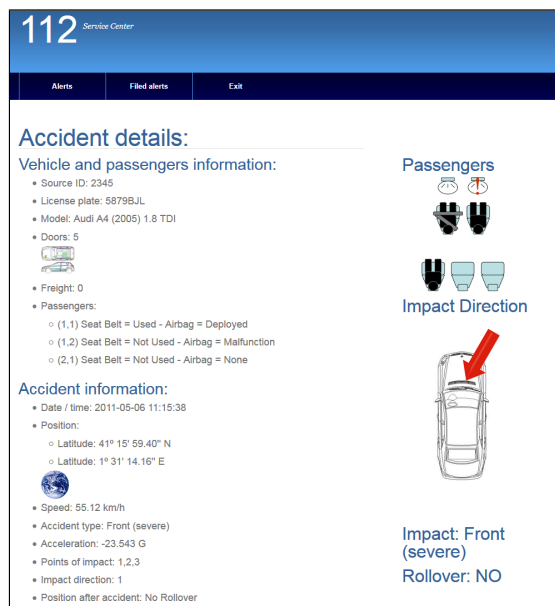 112 Service Center
Alerts Filed alerts Exit
Accident details:
Vehicle and passengers information:
Source ID: 2345
License plate: 5879BJL
Model: Audi A4 (2005) 1.8 TDI
Doors: 5
Freight: 0
Passengers:
(1,1) Seat Belt = Used - Airbag = Deployed
(1,2) Seat Belt = Not Used - Airbag = Malfunction
(2,1) Seat Belt = Not Used - Airbag = None
Accident information:
Date / time: 2011-05-06 11:15:38
Position:
Latitude: 41º 15' 59.40" N
Latitude: 1º 31' 14.16" E
Speed: 55.12 km/h
Accident type: Front (severe)
Acceleration: -23.543 G
Points of impact: 1,2,3
Impact direction: 1
Position after accident: No Rollover
Passengers
Impact Direction
Impact: Front
(severe)
Rollover: NO